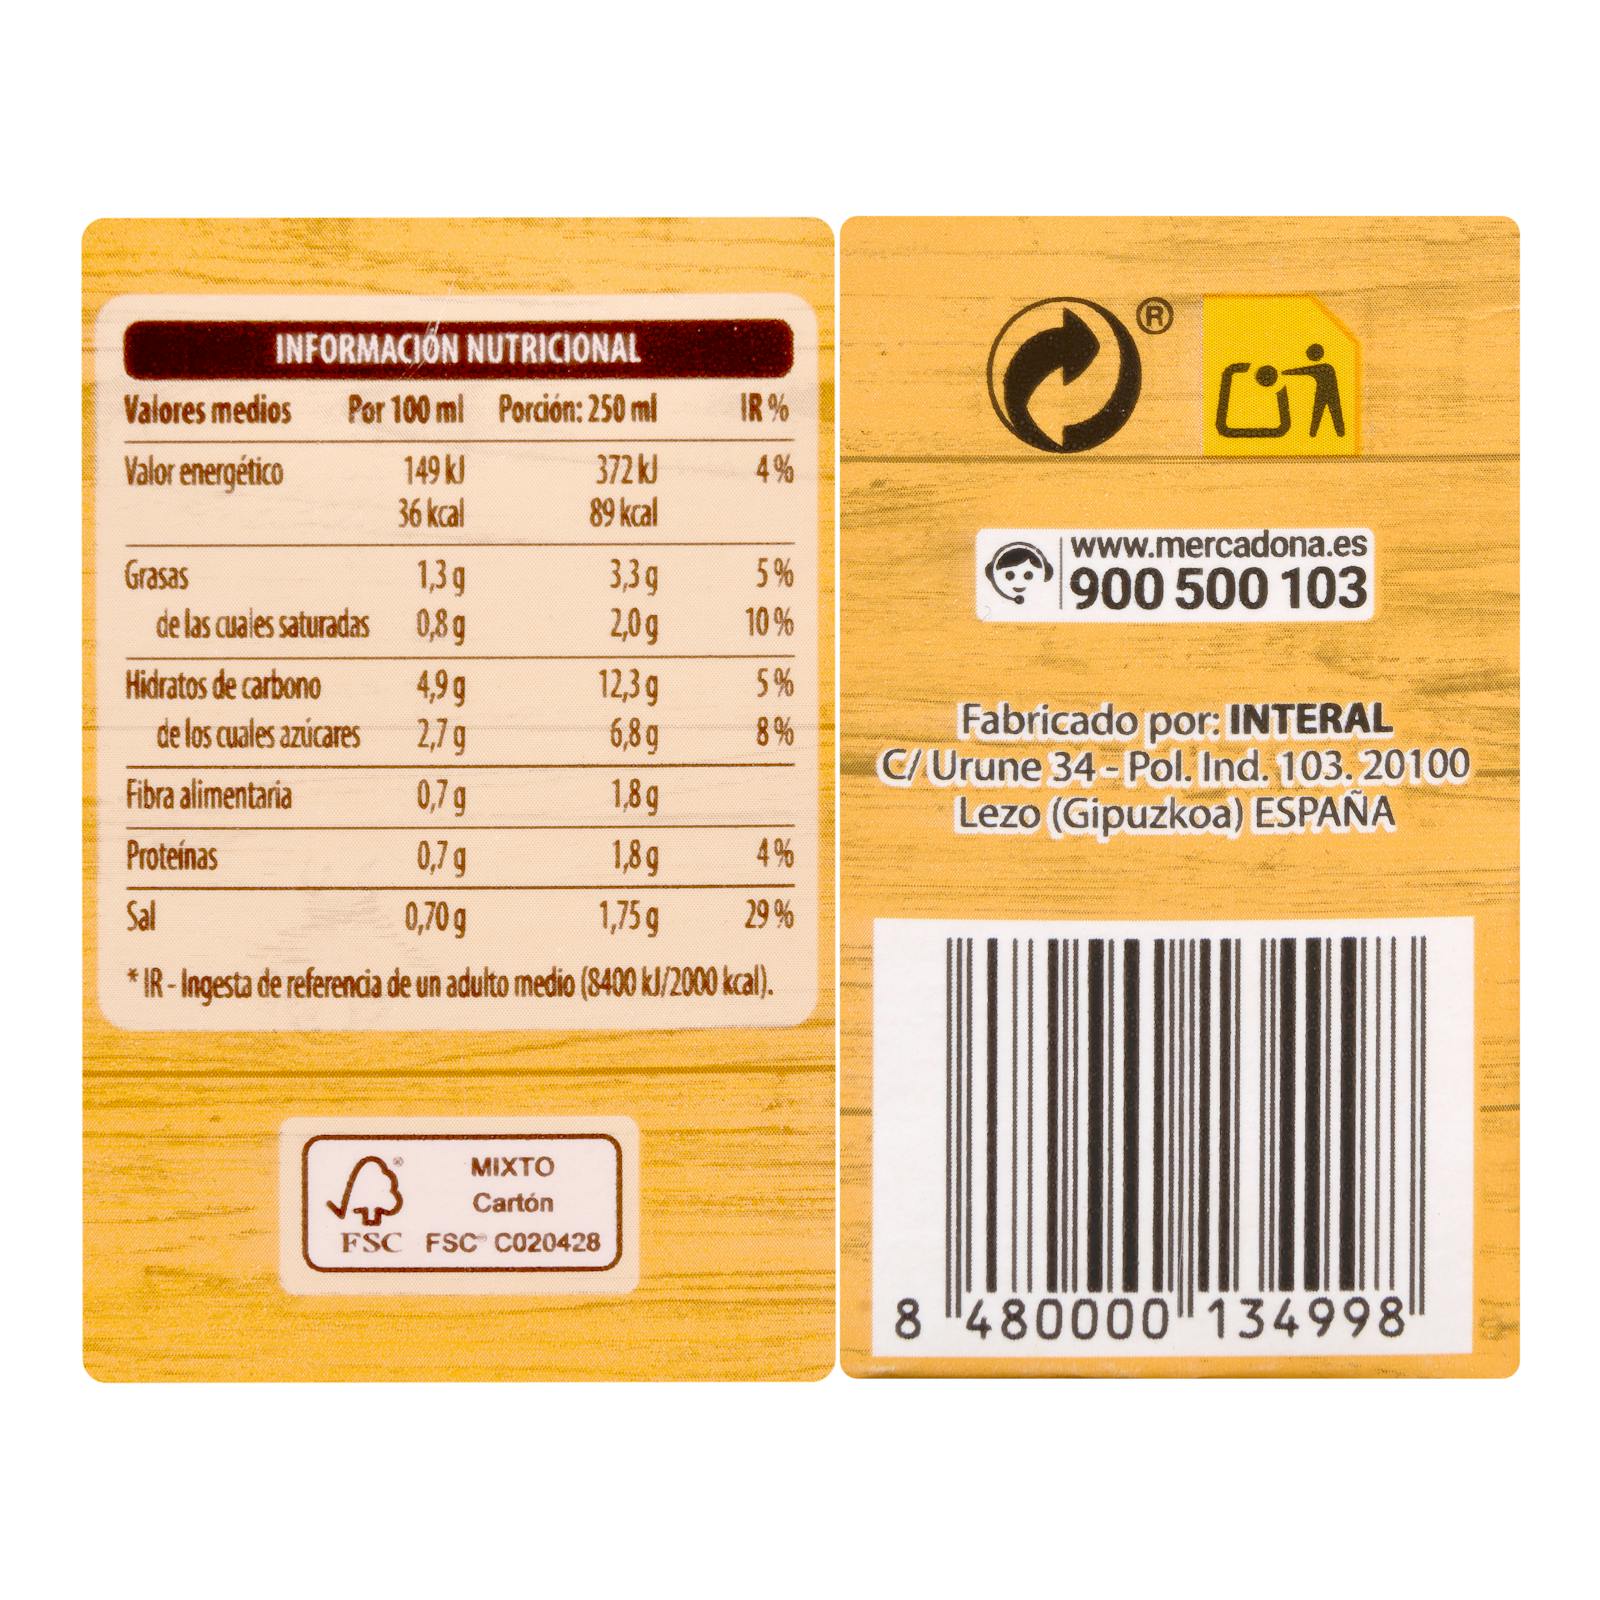 INFORMACIÓN NUTRICIONAL
Valores medios Por 100 ml Porción: 250 ml IR %
Valor energético 149 kJ 372 kJ 4 %
36 kcal 89 kcal
Grasas 1,3 g 3,3 g 5 %
de las cuales saturadas 0,8 g 2,0 g 10 %
Hidratos de carbono 4,9 g 12,3 g 5 %
de los cuales azúcares 2,7 g 6,8 g 8 %
Fibra alimentaria 0,7 g 1,8 g
Proteínas 0,7 g 1,8 g 4 %
Sal 0,70 g 1,75 g 29 %
* IR - Ingesta de referencia de un adulto medio (8400 kJ/2000 kcal).
®
MIXTO
Cartón
FSC FSC® C020428
®
www.mercadona.es
900 500 103
Fabricado por: INTERAL
C/ Urune 34 - Pol. Ind. 103. 20100
Lezo (Gipuzkoa) ESPAÑA
8 480000 134998